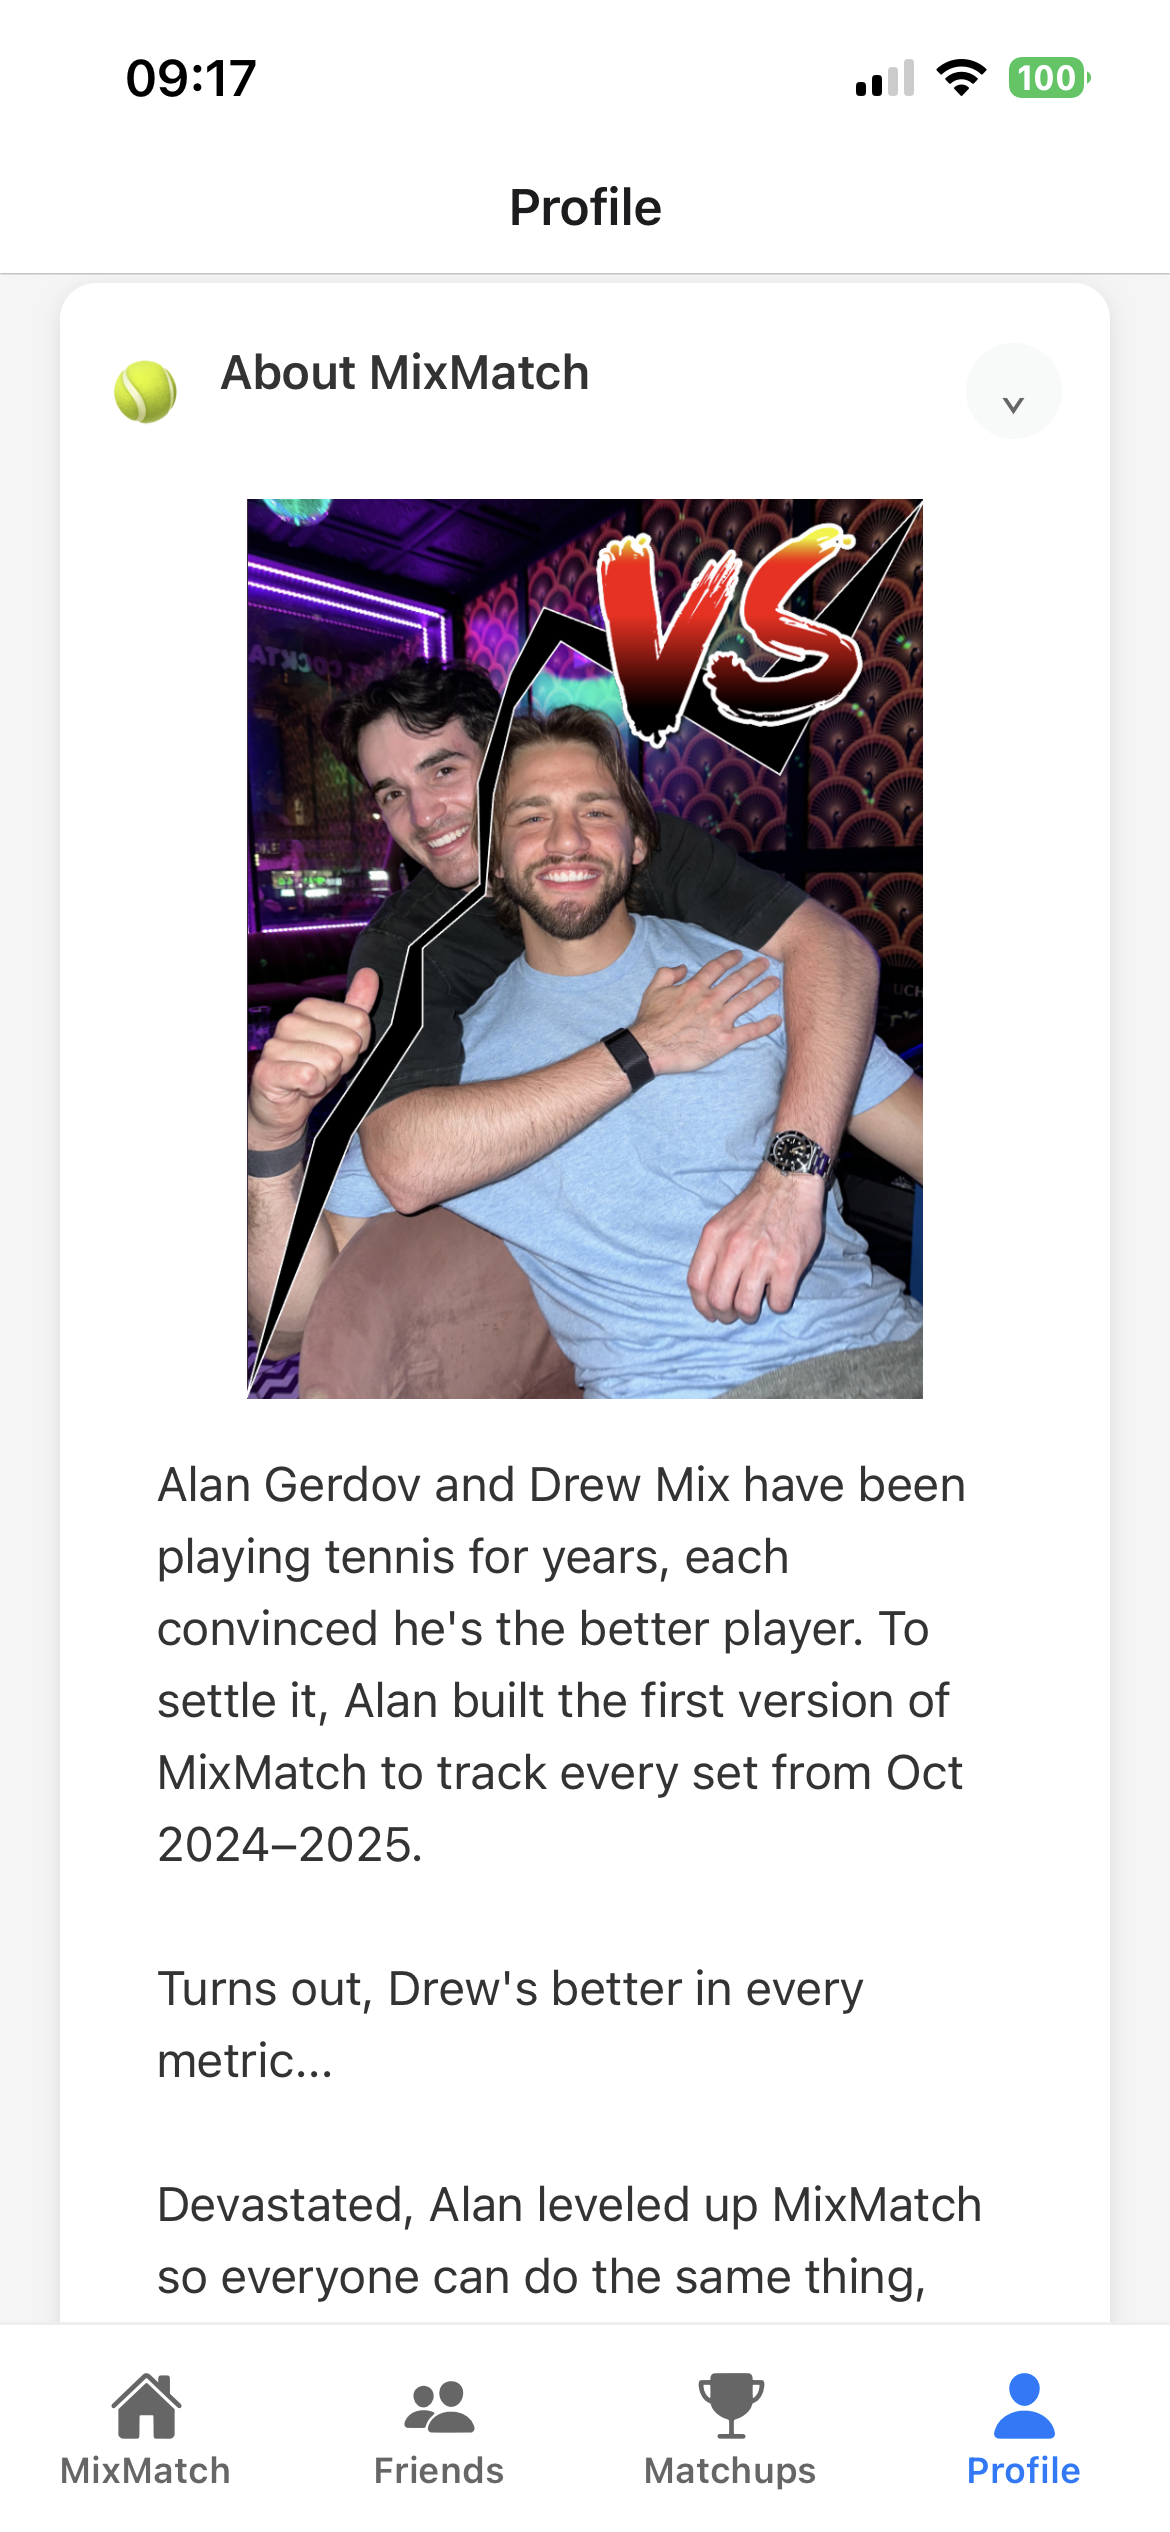 09:17
100
Profile
About MixMatch
VS
Alan Gerdov and Drew Mix have been
playing tennis for years, each
convinced he's the better player. To
settle it, Alan built the first version of
MixMatch to track every set from Oct
2024–2025.
Turns out, Drew's better in every
metric...
Devastated, Alan leveled up MixMatch
so everyone can do the same thing,
MixMatch
Friends
Matchups
Profile